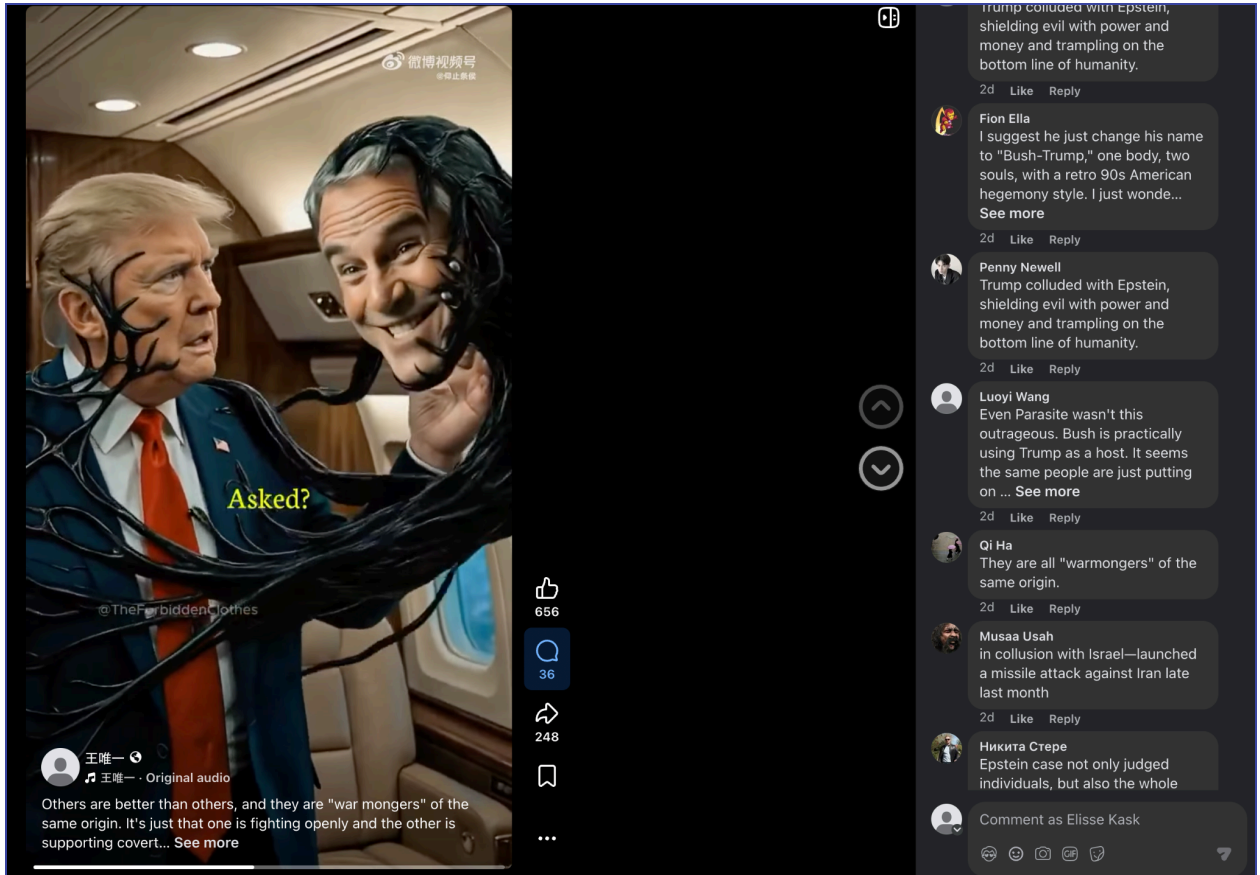 微博视频号
@仰止条侯
Asked?
@TheForbiddenClothes
王唯一
王唯一 · Original audio
Others are better than others, and they are "war mongers" of the
same origin. It's just that one is fighting openly and the other is
supporting covert... See more
656
36
248
Trump colluded with Epstein,
shielding evil with power and
money and trampling on the
bottom line of humanity.
2d Like Reply
Fion Ella
I suggest he just change his name
to "Bush-Trump," one body, two
souls, with a retro 90s American
hegemony style. I just wonde...
See more
2d Like Reply
Penny Newell
Trump colluded with Epstein,
shielding evil with power and
money and trampling on the
bottom line of humanity.
2d Like Reply
Luoyi Wang
Even Parasite wasn't this
outrageous. Bush is practically
using Trump as a host. It seems
the same people are just putting
on ... See more
2d Like Reply
Qi Ha
They are all "warmongers" of the
same origin.
2d Like Reply
Musaa Usah
in collusion with Israel—launched
a missile attack against Iran late
last month
2d Like Reply
Никита Стере
Epstein case not only judged
individuals, but also the whole
Comment as Elisse Kask
GIF